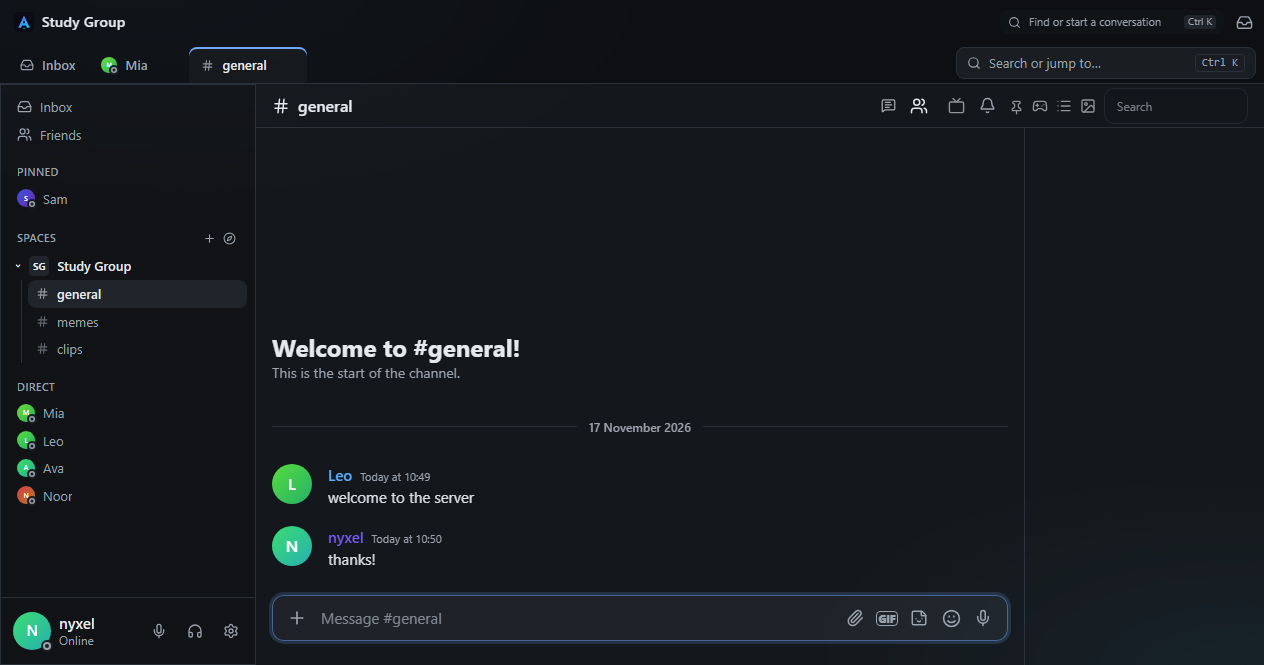 Study Group
Find or start a conversation
Ctrl K
Inbox
M
Mia
# general
Search or jump to...
Ctrl K
Inbox
Friends
PINNED
S
Sam
SPACES
SG
Study Group
# general
# memes
# clips
DIRECT
M
Mia
L
Leo
A
Ava
N
Noor
N
nyxel
Online
# general
Search
Welcome to #general!
This is the start of the channel.
17 November 2026
L
Leo Today at 10:49
welcome to the server
N
nyxel Today at 10:50
thanks!
Message #general
GIF